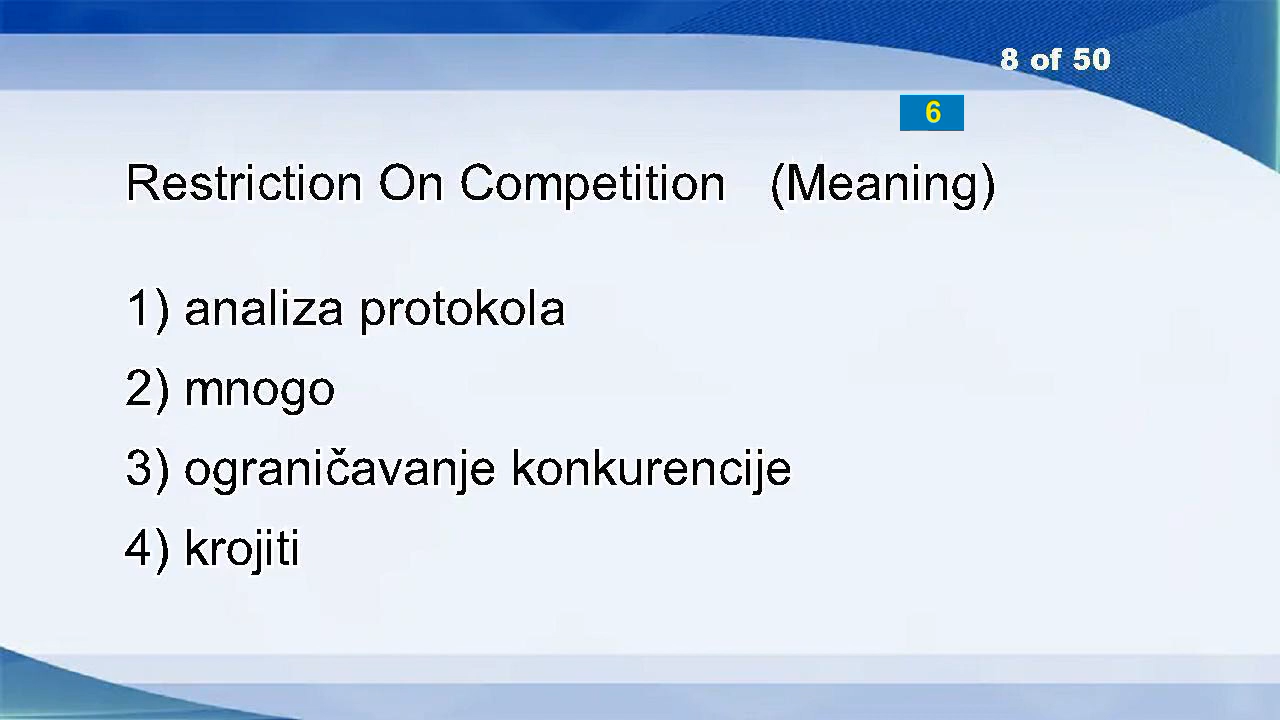 8 of 50
6
Restriction On Competition (Meaning)
1) analiza protokola
2) mnogo
3) ograničavanje konkurencije
4) krojiti